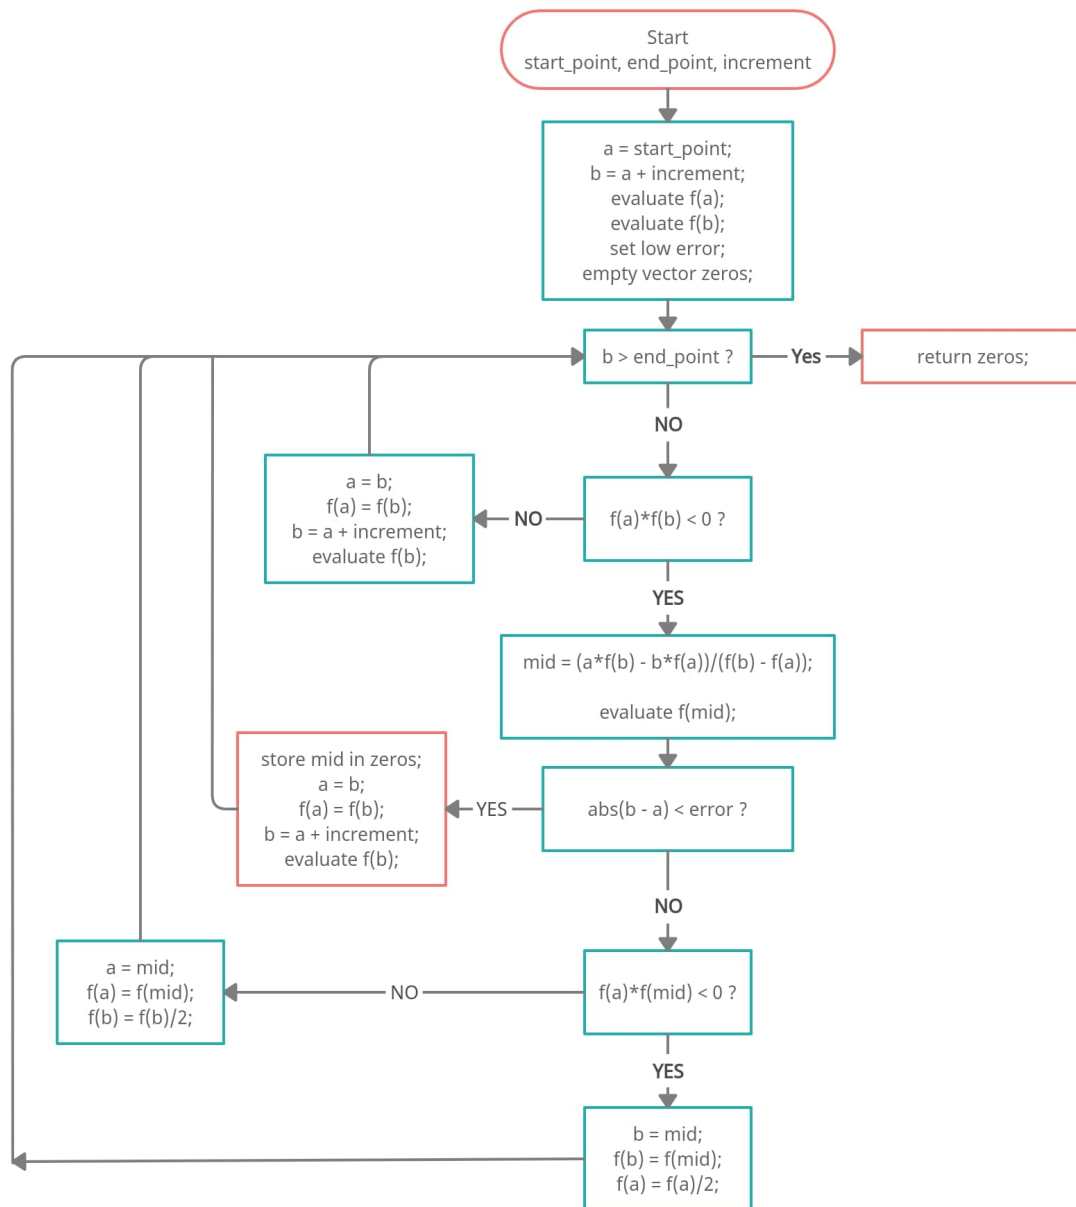 Start
start_point, end_point, increment
a = start_point;
b = a + increment;
evaluate f(a);
evaluate f(b);
set low error;
empty vector zeros;
b > end_point ?
Yes
return zeros;
NO
f(a)*f(b) < 0 ?
NO
a = b;
f(a) = f(b);
b = a + increment;
evaluate f(b);
YES
mid = (a*f(b) - b*f(a))/(f(b) - f(a));
evaluate f(mid);
abs(b - a) < error ?
YES
store mid in zeros;
a = b;
f(a) = f(b);
b = a + increment;
evaluate f(b);
NO
f(a)*f(mid) < 0 ?
NO
a = mid;
f(a) = f(mid);
f(b) = f(b)/2;
YES
b = mid;
f(b) = f(mid);
f(a) = f(a)/2;